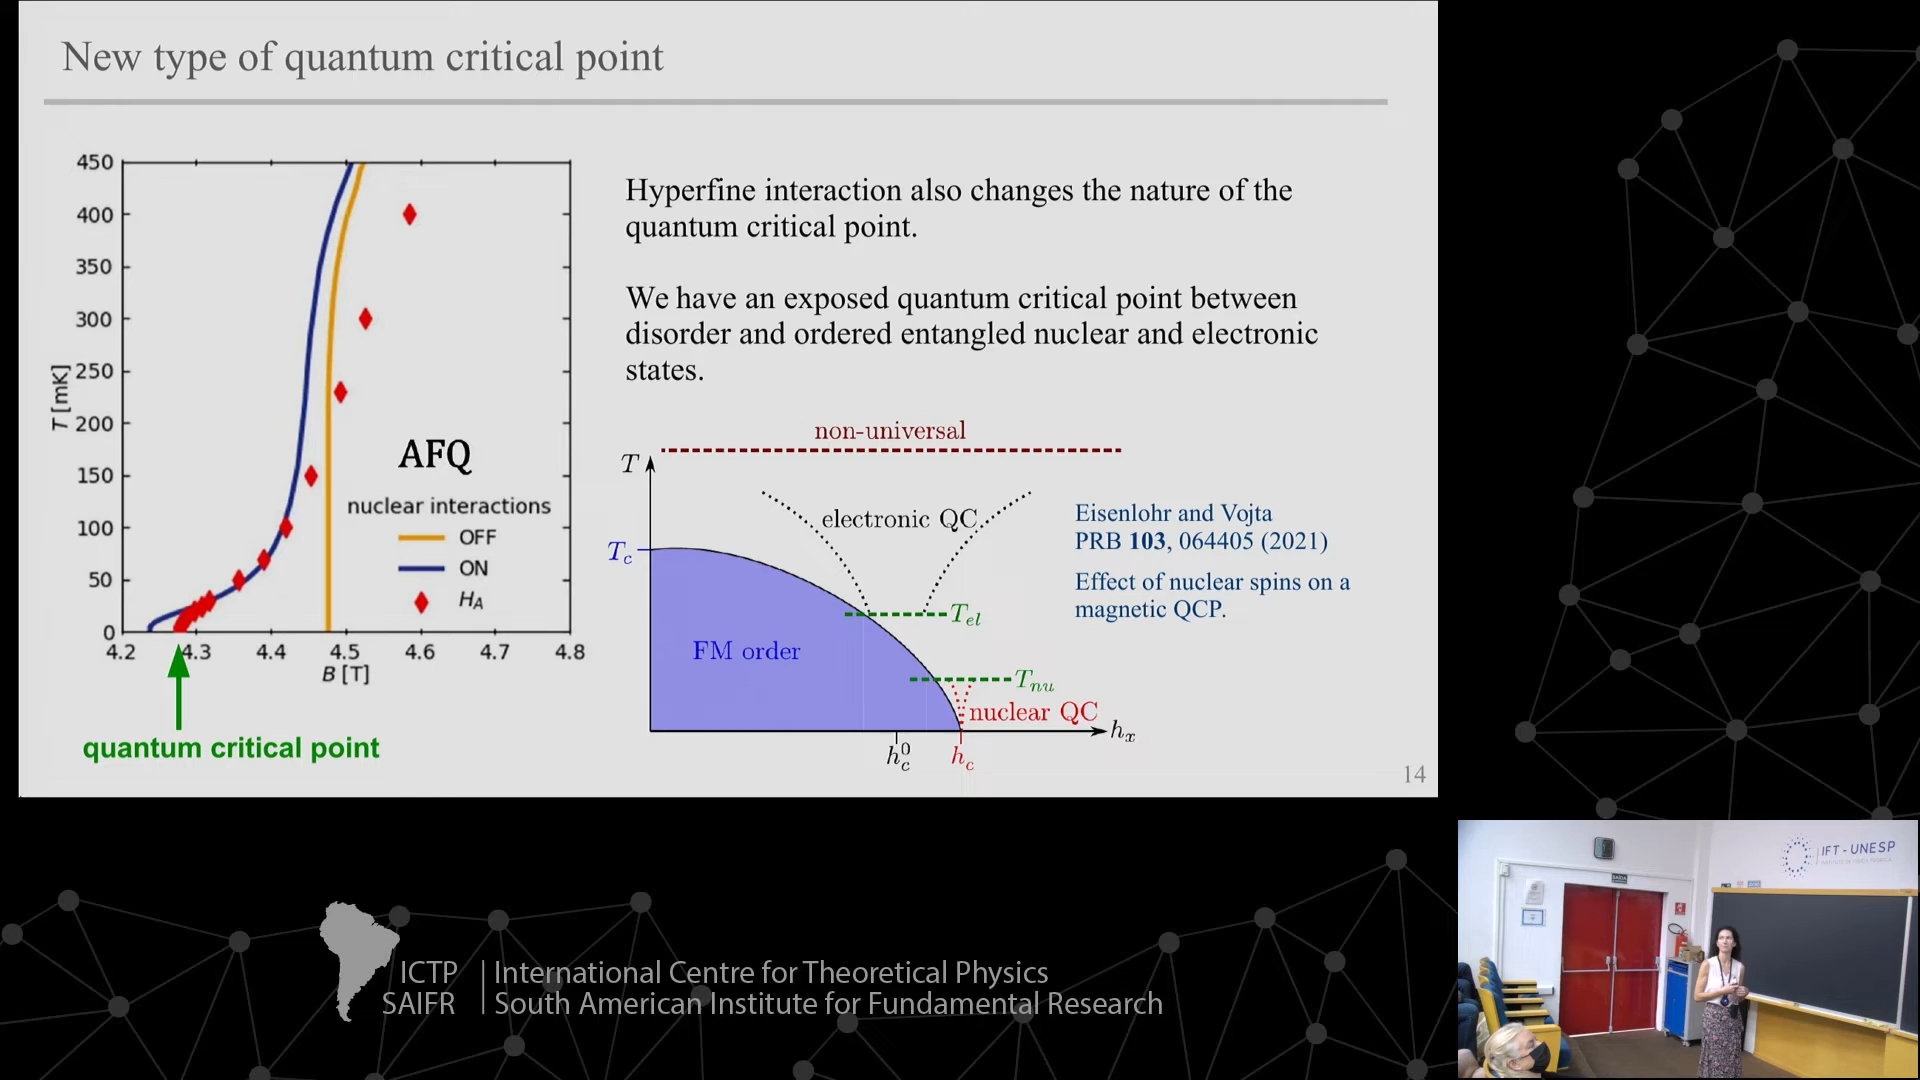 New type of quantum critical point
450
400
350
300
250
200
150
100
50
0
T [mK]
4.2
4.3
4.4
4.5
4.6
4.7
4.8
B [T]
AFQ
nuclear interactions
OFF
ON
H_A
quantum critical point
Hyperfine interaction also changes the nature of the
quantum critical point.
We have an exposed quantum critical point between
disorder and ordered entangled nuclear and electronic
states.
non-universal
T
electronic QC
T_c
T_el
FM order
T_nu
nuclear QC
h_x
h_c^0
h_c
Eisenlohr and Vojta
PRB 103, 064405 (2021)
Effect of nuclear spins on a
magnetic QCP.
14
IFT - UNESP
ICTP
SAIFR
International Centre for Theoretical Physics
South American Institute for Fundamental Research